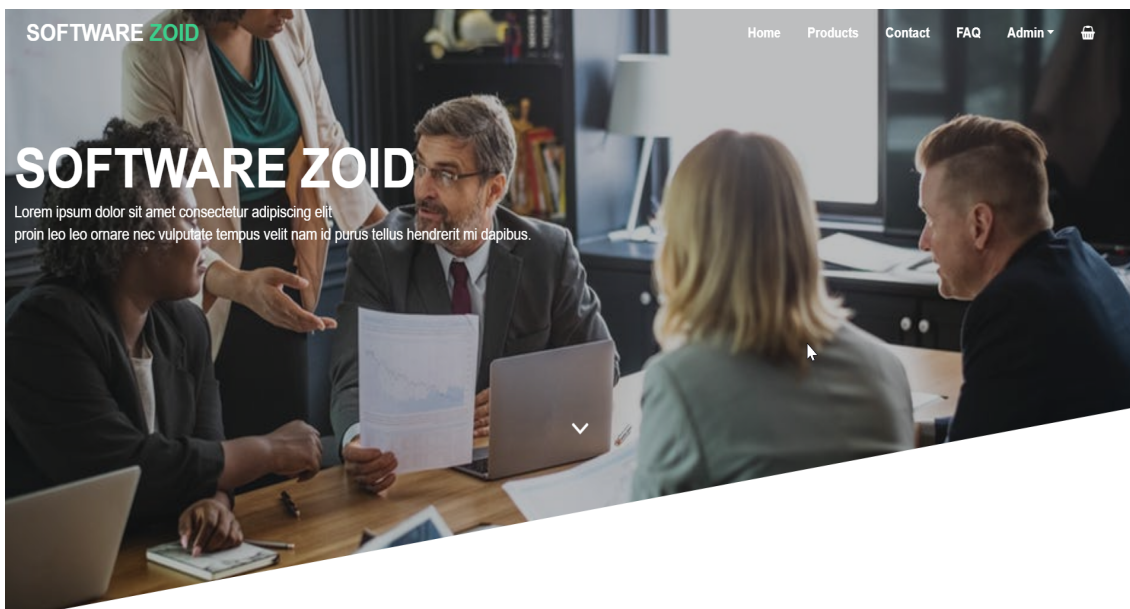 SOFTWARE ZOID
Home Products Contact FAQ Admin
SOFTWARE ZOID
Lorem ipsum dolor sit amet consectetur adipiscing elit
proin leo leo ornare nec vulputate tempus velit nam id purus tellus hendrerit mi dapibus.